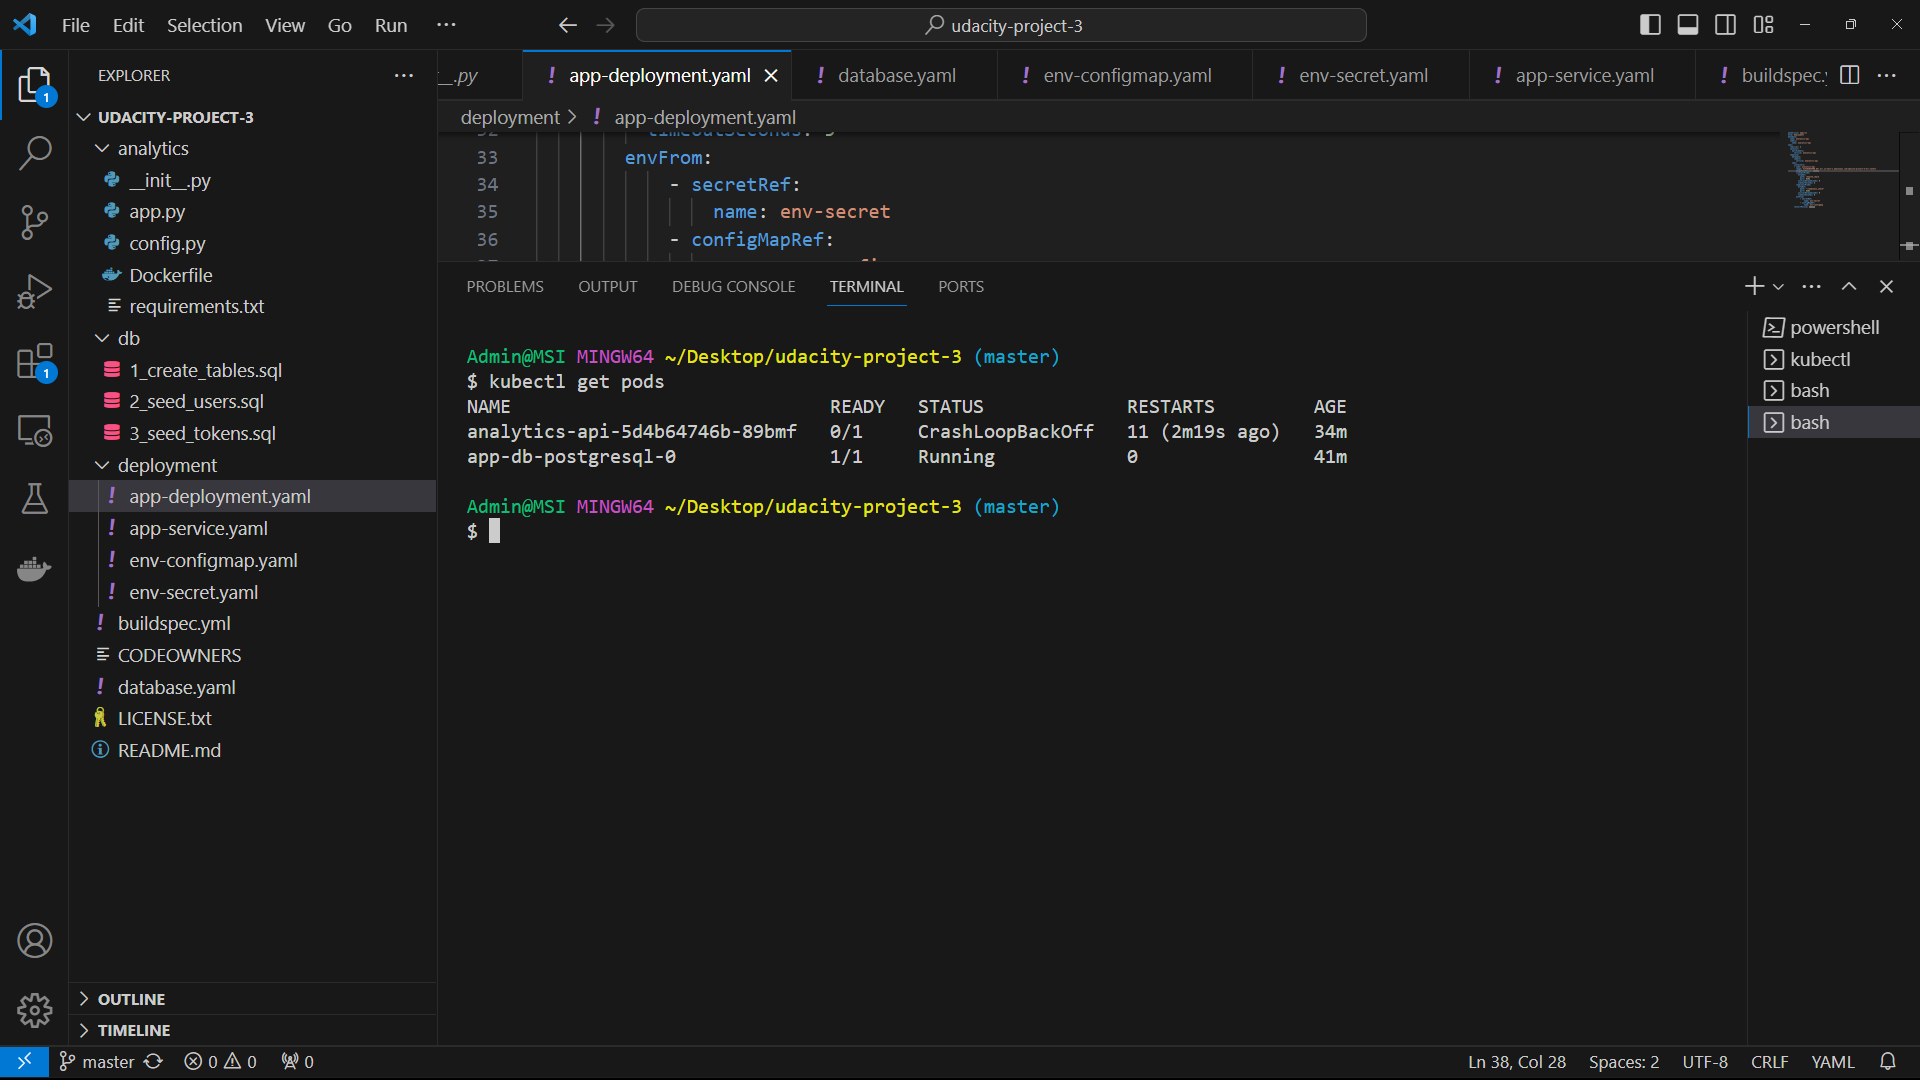 File Edit Selection View Go Run ···
udacity-project-3
EXPLORER
UDACITY-PROJECT-3
analytics
__init__.py
app.py
config.py
Dockerfile
requirements.txt
db
1_create_tables.sql
2_seed_users.sql
3_seed_tokens.sql
deployment
! app-deployment.yaml
! app-service.yaml
! env-configmap.yaml
! env-secret.yaml
! buildspec.yml
CODEOWNERS
! database.yaml
LICENSE.txt
README.md
OUTLINE
TIMELINE
1
1
__.py ! app-deployment.yaml ! database.yaml ! env-configmap.yaml ! env-secret.yaml ! app-service.yaml ! buildspec.
deployment > ! app-deployment.yaml
33 envFrom:
34 - secretRef:
35 name: env-secret
36 - configMapRef:
PROBLEMS OUTPUT DEBUG CONSOLE TERMINAL PORTS
Admin@MSI MINGW64 ~/Desktop/udacity-project-3 (master)
$ kubectl get pods
NAME READY STATUS RESTARTS AGE
analytics-api-5d4b64746b-89bmf 0/1 CrashLoopBackOff 11 (2m19s ago) 34m
app-db-postgresql-0 1/1 Running 0 41m
Admin@MSI MINGW64 ~/Desktop/udacity-project-3 (master)
$
powershell
kubectl
bash
bash
master 0 0 0 Ln 38, Col 28 Spaces: 2 UTF-8 CRLF YAML